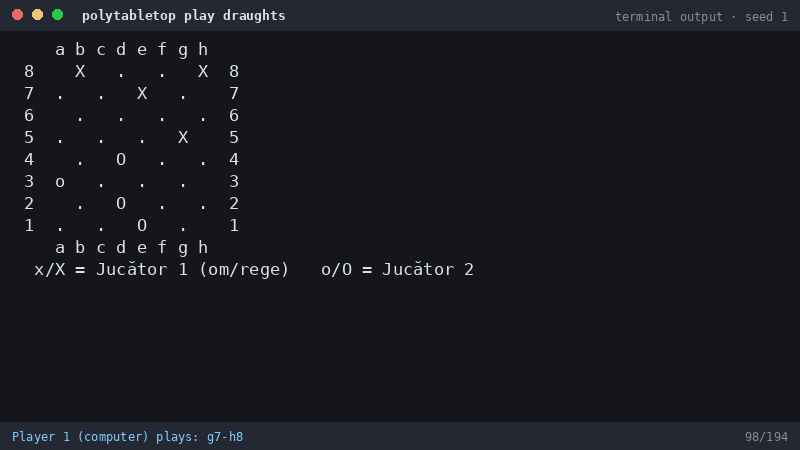 polytabletop play draughts
terminal output · seed 1
   a b c d e f g h
8    X   .   .   X  8
7  .   .   X   .    7
6    .   .   .   .  6
5  .   .   .   X    5
4    .   O   .   .  4
3  o   .   .   .    3
2    .   O   .   .  2
1  .   .   O   .    1
   a b c d e f g h
 x/X = Jucător 1 (om/rege)   o/O = Jucător 2
Player 1 (computer) plays: g7-h8
98/194